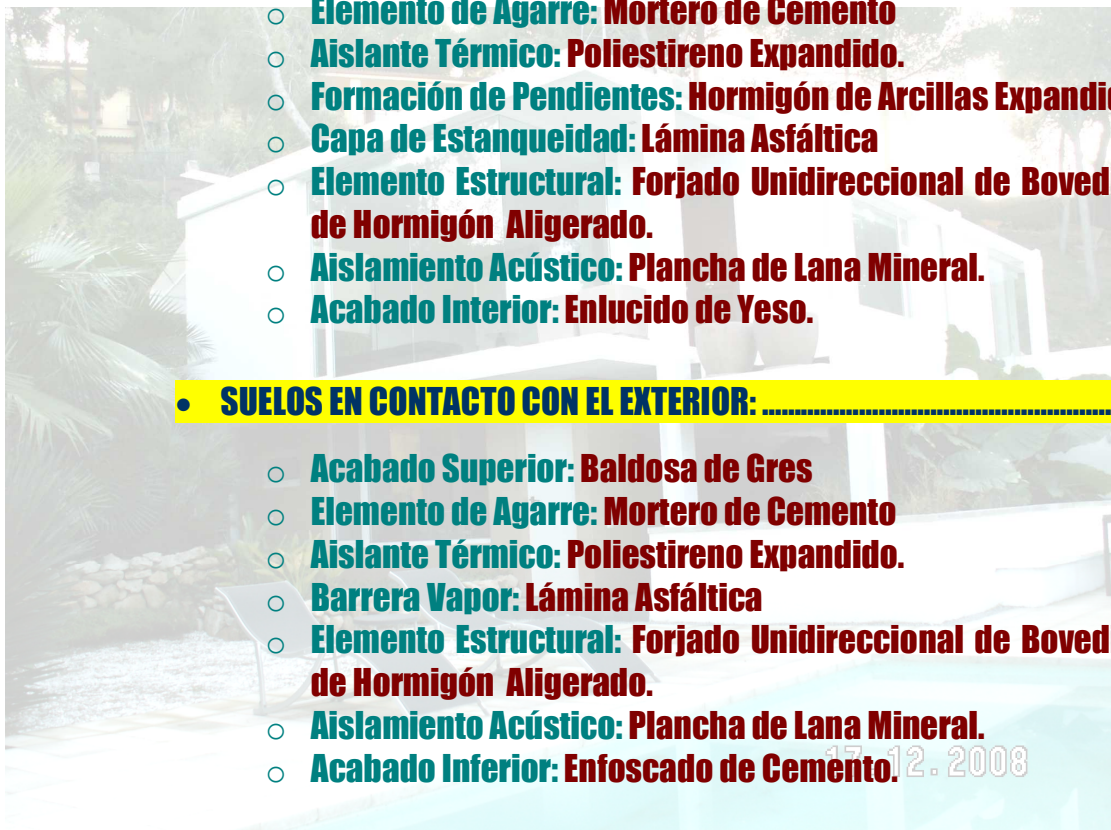 ○ Elemento de Agarre: Mortero de Cemento
○ Aislante Térmico: Poliestireno Expandido.
○ Formación de Pendientes: Hormigón de Arcillas
○ Capa de Estanqueidad: Lámina Asfáltica
○ Elemento Estructural: Forjado Unidireccional de
de Hormigón Aligerado.
○ Aislamiento Acústico: Plancha de Lana Mineral.
○ Acabado Interior: Enlucido de Yeso.
• SUELOS EN CONTACTO CON EL EXTERIOR: ......................................................
○ Acabado Superior: Baldosa de Gres
○ Elemento de Agarre: Mortero de Cemento
○ Aislante Térmico: Poliestireno Expandido.
○ Barrera Vapor: Lámina Asfáltica
○ Elemento Estructural: Forjado Unidireccional de
de Hormigón Aligerado.
○ Aislamiento Acústico: Plancha de Lana Mineral.
○ Acabado Inferior: Enfoscado de Cemento.
17.12.2008